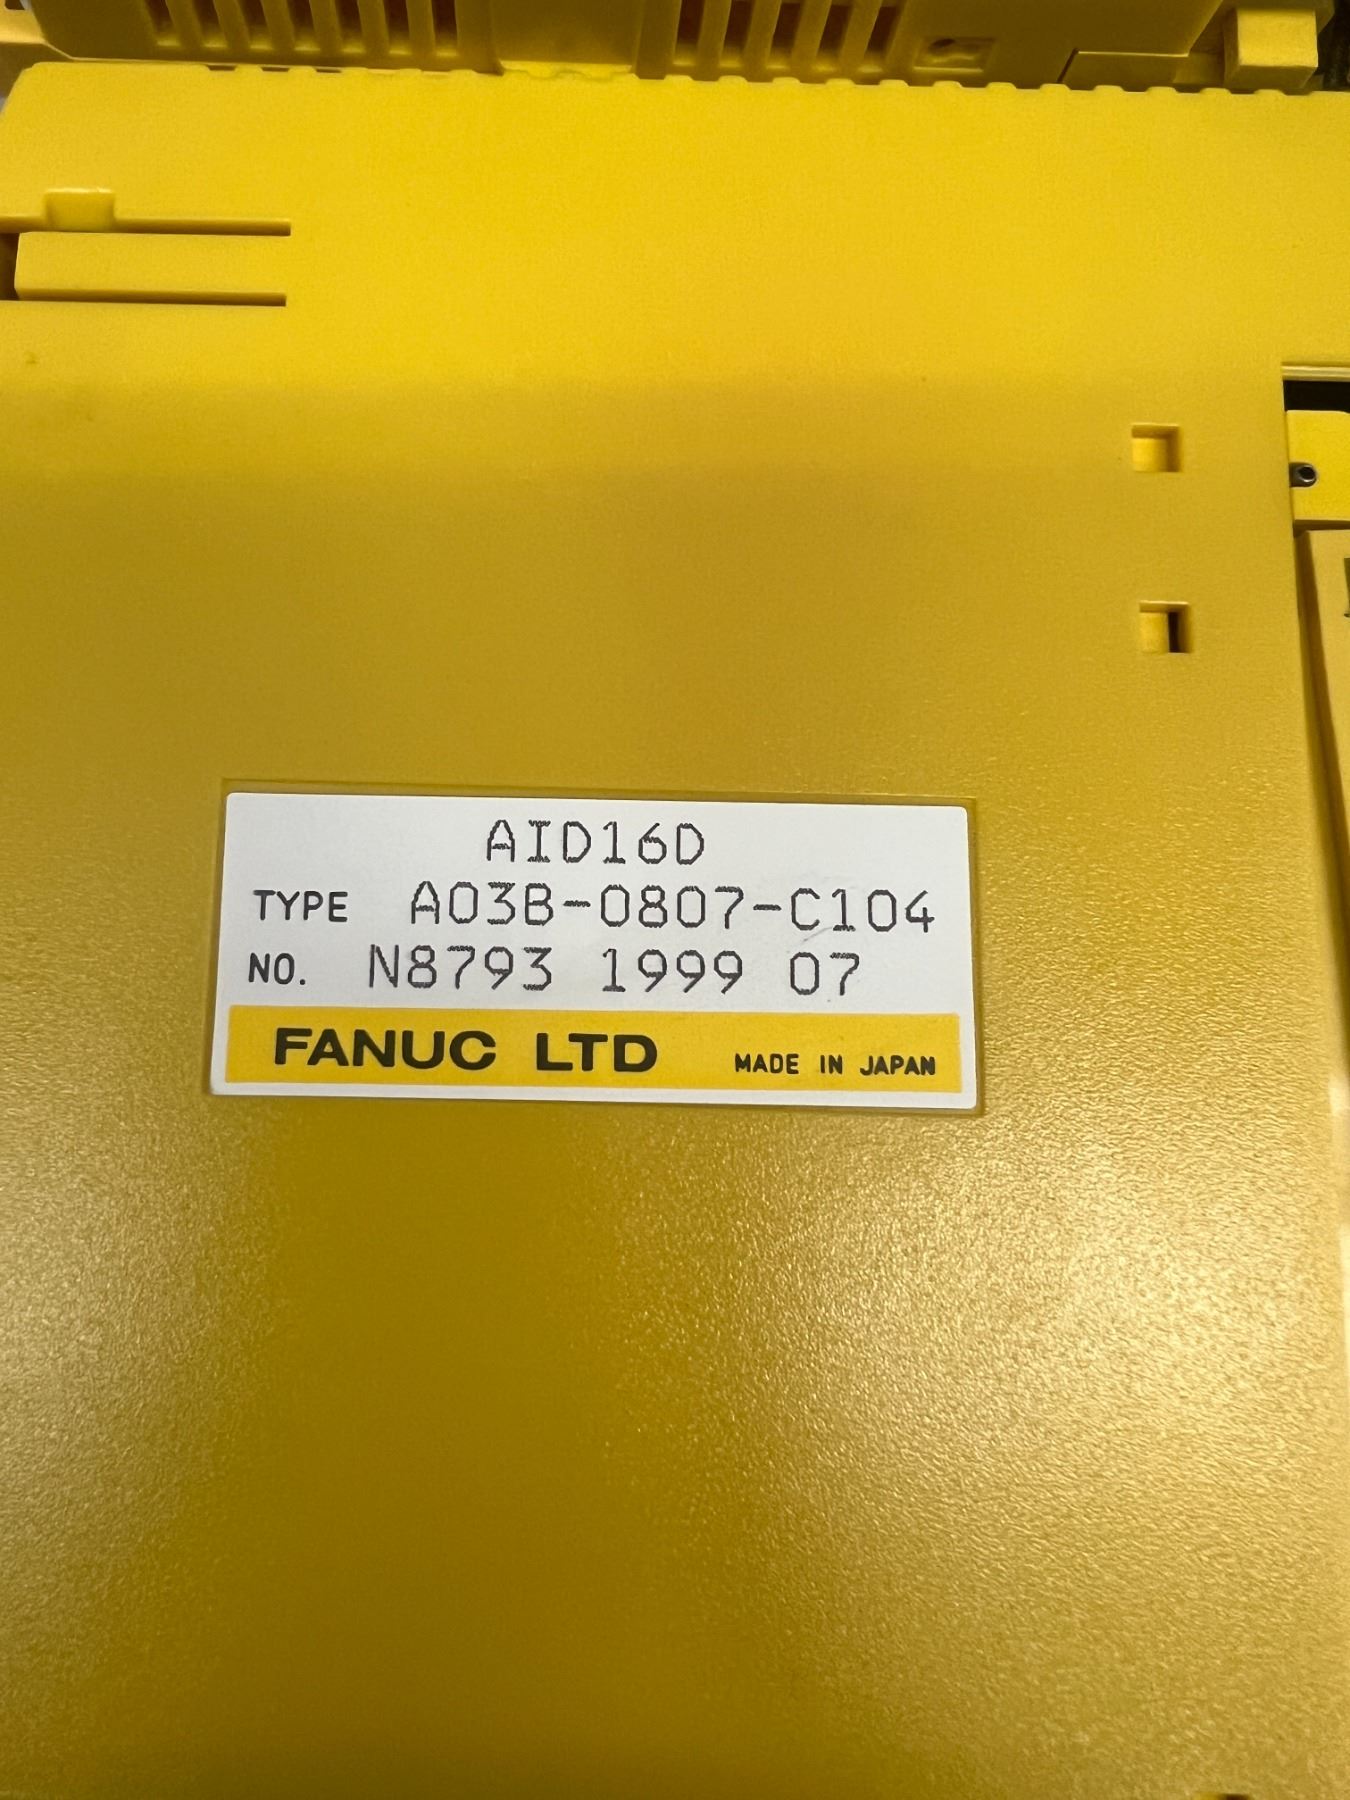 AID16D
TYPE A03B-0807-C104
NO. N8793 1999 07
FANUC LTD MADE IN JAPAN